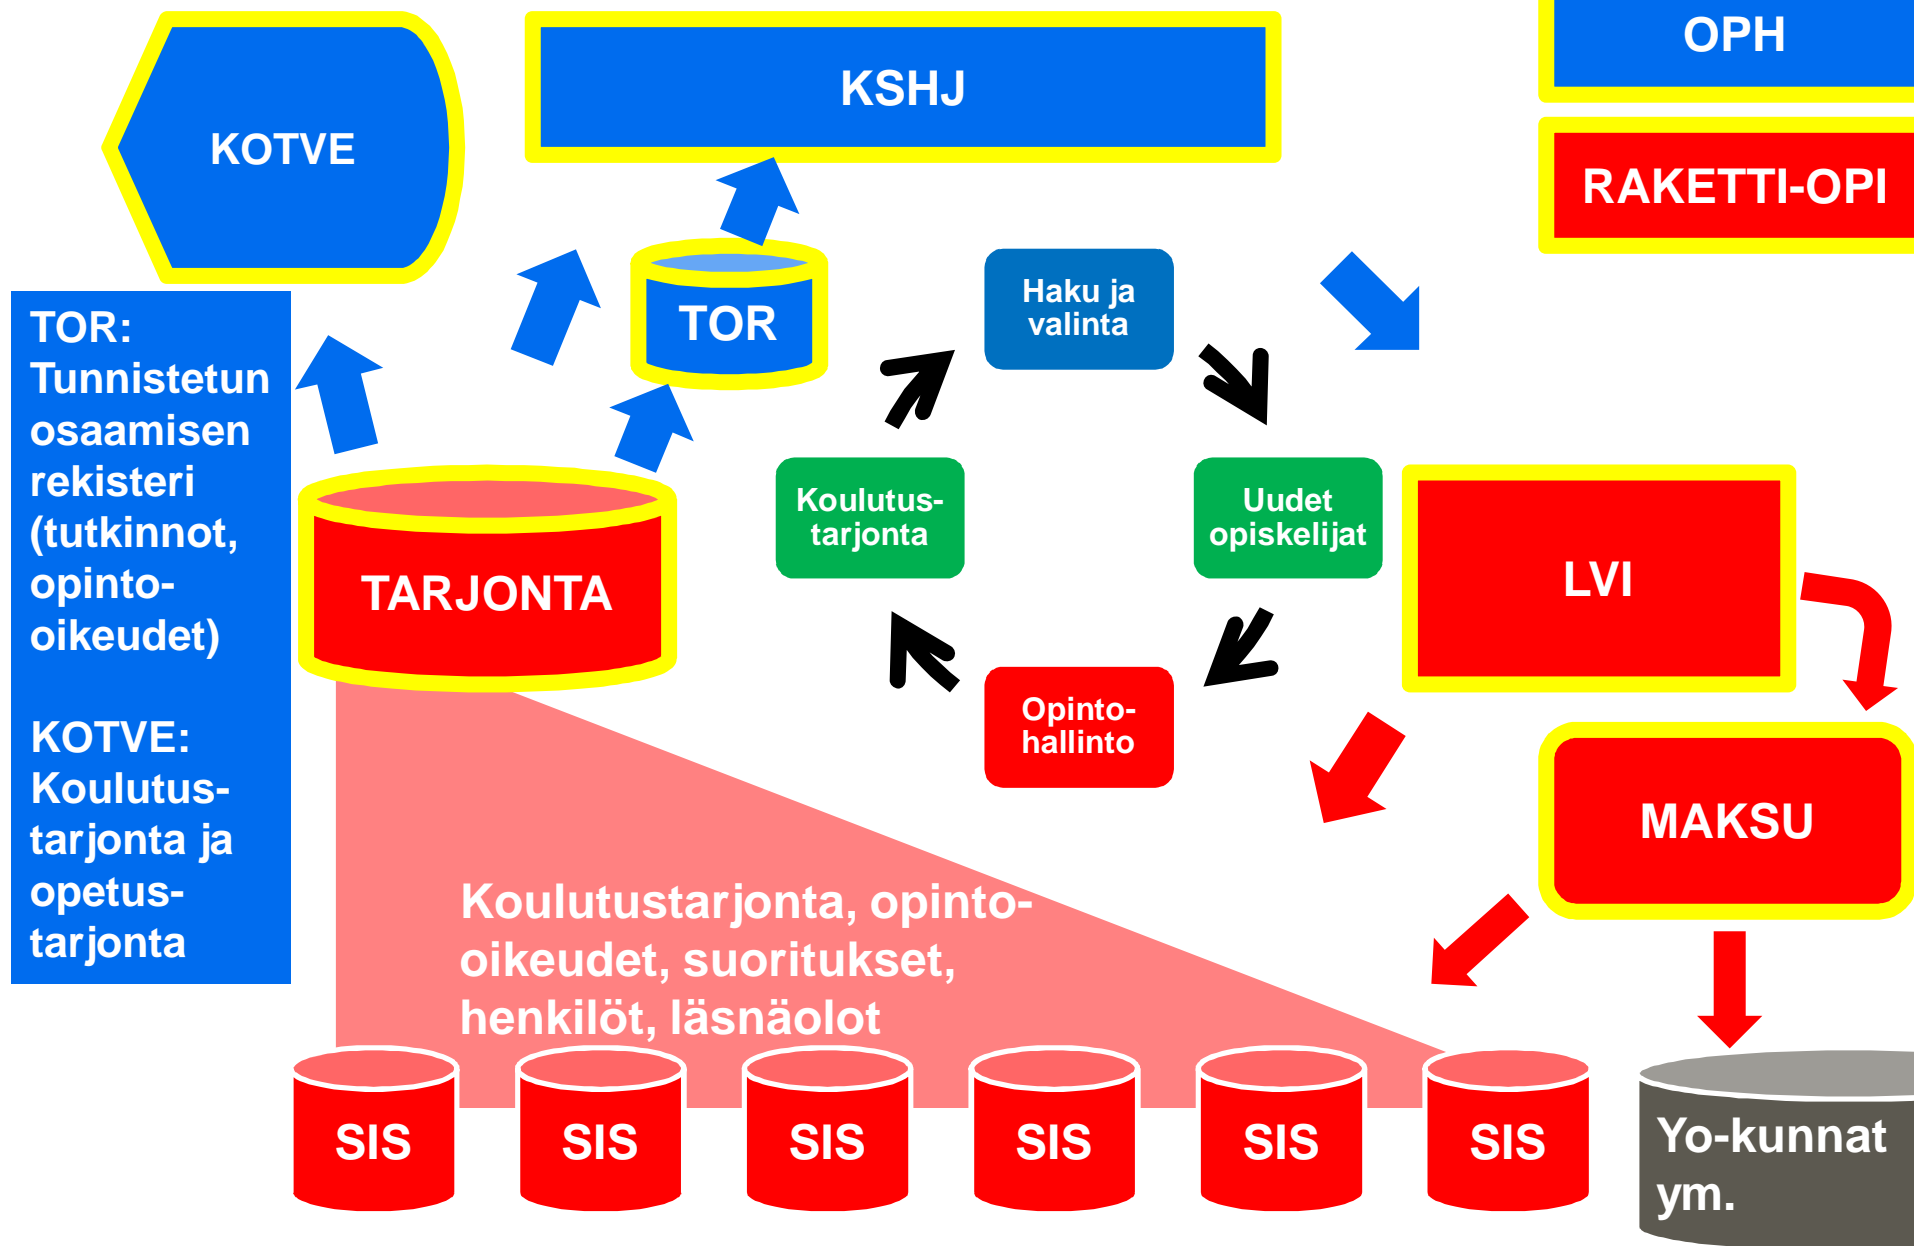 OPH
KSHJ
KOTVE
RAKETTI-OPI
TOR:
Tunnistetun
osaamisen
rekisteri
(tutkinnot,
opinto-
oikeudet)
KOTVE:
Koulutus-
tarjonta ja
opetus-
tarjonta
TOR
Haku ja
valinta
Koulutus-
tarjonta
Uudet
opiskelijat
Opinto-
hallinto
TARJONTA
LVI
MAKSU
Koulutustarjonta, opinto-
oikeudet, suoritukset,
henkilöt, läsnäolot
SIS
SIS
SIS
SIS
SIS
SIS
Yo-kunnat
ym.